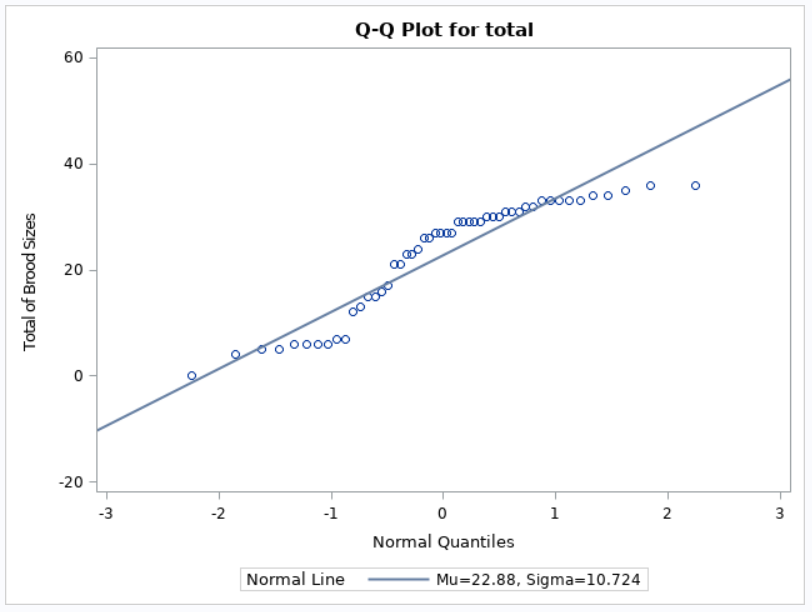 Q-Q Plot for total
60
40
20
0
-20
Total of Brood Sizes
-3 -2 -1 0 1 2 3
Normal Quantiles
Normal Line Mu=22.88, Sigma=10.724